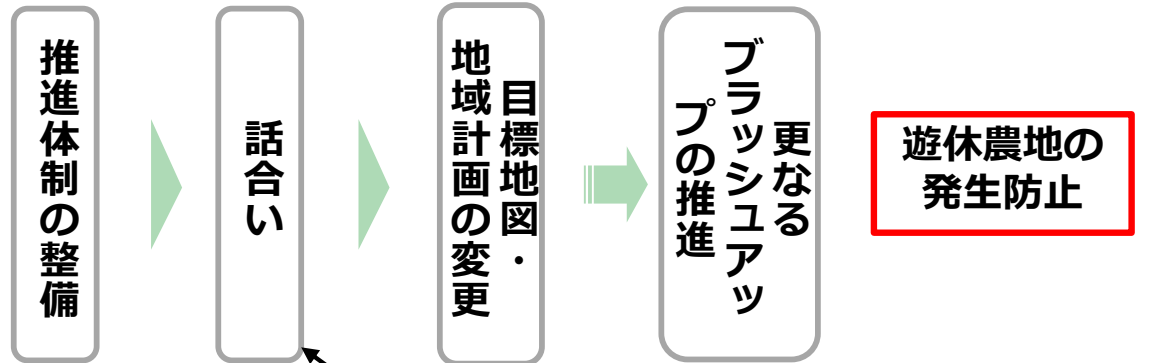 推進体制の整備
話合い
目標地図・
地域計画の変更
更なる
ブラッシュアッ
プの推進
遊休農地の
発生防止